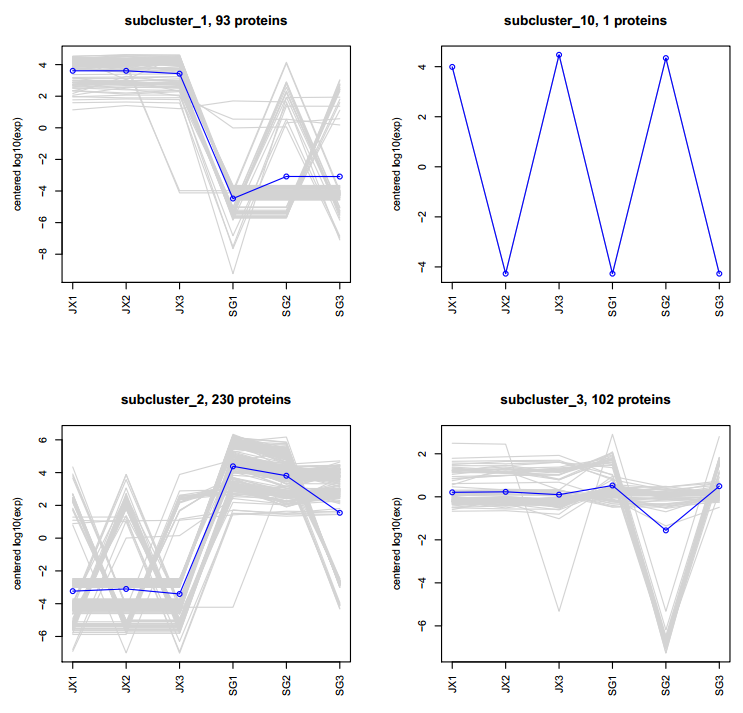 subcluster_1, 93 proteins
centered log10(exp)
4
2
0
−2
−4
−6
−8
JX1
JX2
JX3
SG1
SG2
SG3
subcluster_10, 1 proteins
centered log10(exp)
4
2
0
−2
−4
JX1
JX2
JX3
SG1
SG2
SG3
subcluster_2, 230 proteins
centered log10(exp)
6
4
2
0
−2
−4
−6
JX1
JX2
JX3
SG1
SG2
SG3
subcluster_3, 102 proteins
centered log10(exp)
2
0
−2
−4
−6
JX1
JX2
JX3
SG1
SG2
SG3